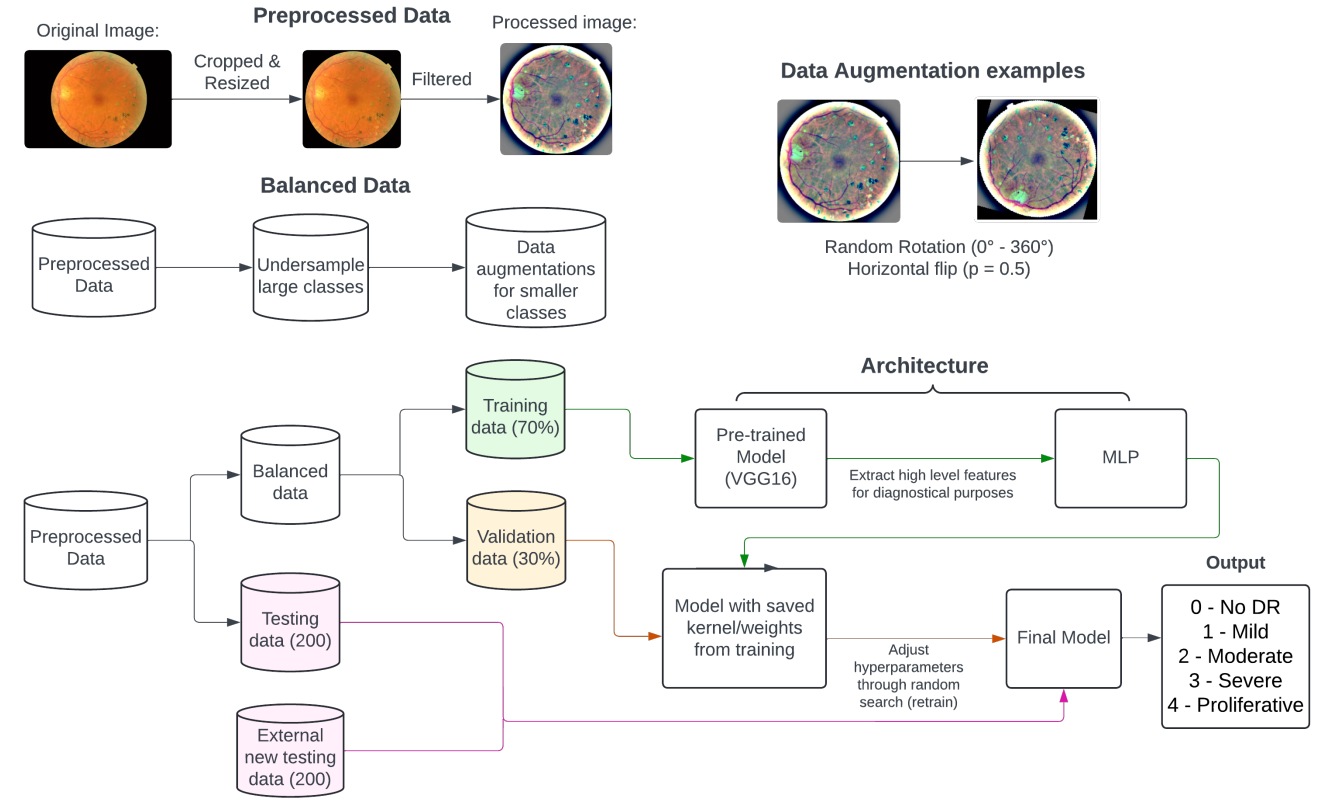 Preprocessed Data
Original Image:
Processed image:
Cropped &
Resized
Filtered
Data Augmentation examples
Random Rotation (0° - 360°)
Horizontal flip (p = 0.5)
Balanced Data
Preprocessed
Data
Undersample
large classes
Data
augmentations
for smaller
classes
Architecture
Preprocessed
Data
Balanced
data
Testing
data (200)
External
new testing
data (200)
Training
data (70%)
Validation
data (30%)
Pre-trained
Model
(VGG16)
Extract high level features
for diagnostical purposes
MLP
Model with saved
kernel/weights
from training
Adjust
hyperparameters
through random
search (retrain)
Final Model
Output
0 - No DR
1 - Mild
2 - Moderate
3 - Severe
4 - Proliferative